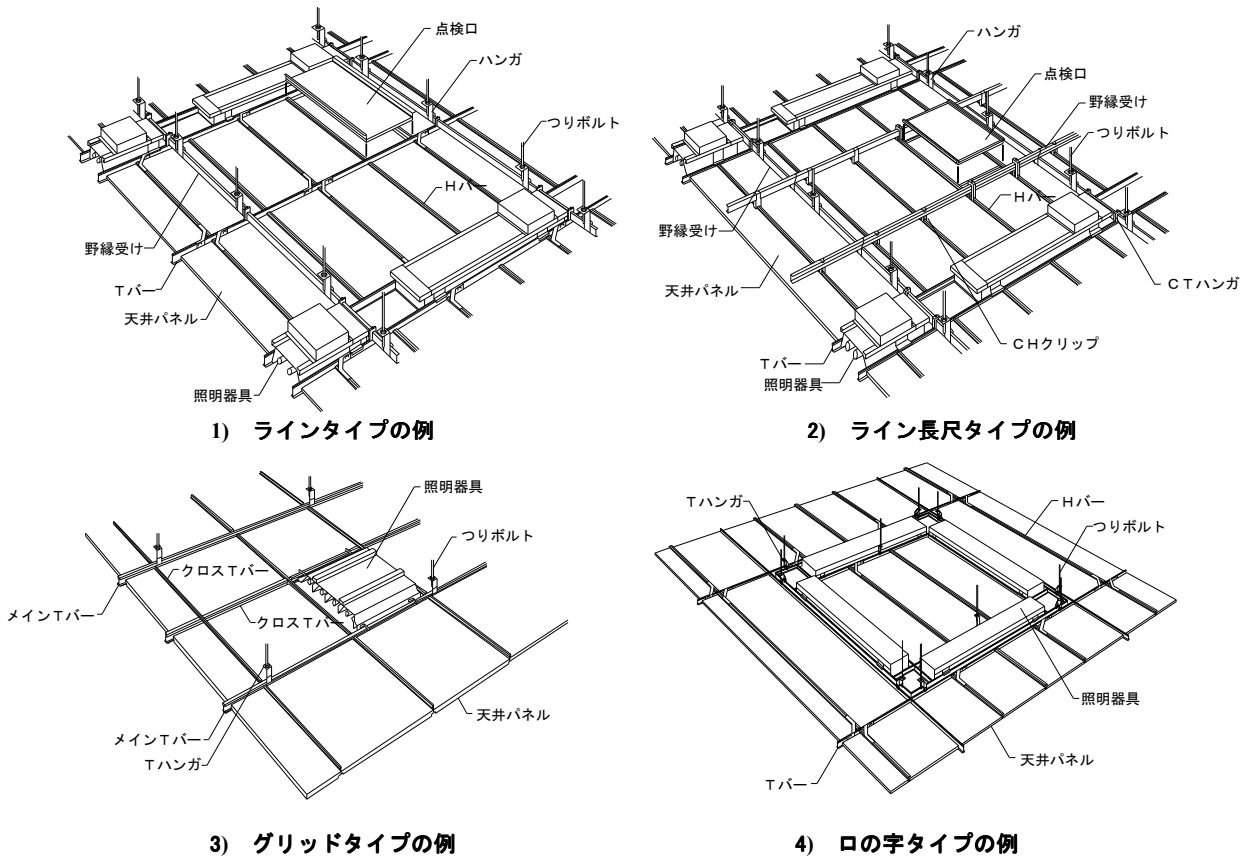 点検口
ハンガ
つりボルト
Hバー
野縁受け
Tバー
天井パネル
照明器具
1) ラインタイプの例
ハンガ
点検口
野縁受け
つりボルト
Hバー
野縁受け
天井パネル
CTハンガ
CHクリップ
Tバー
照明器具
2) ライン長尺タイプの例
照明器具
つりボルト
クロスTバー
メインTバー
クロスTバー
天井パネル
メインTバー
Tハンガ
3) グリッドタイプの例
Tハンガ
Hバー
つりボルト
照明器具
天井パネル
Tバー
4) ロの字タイプの例